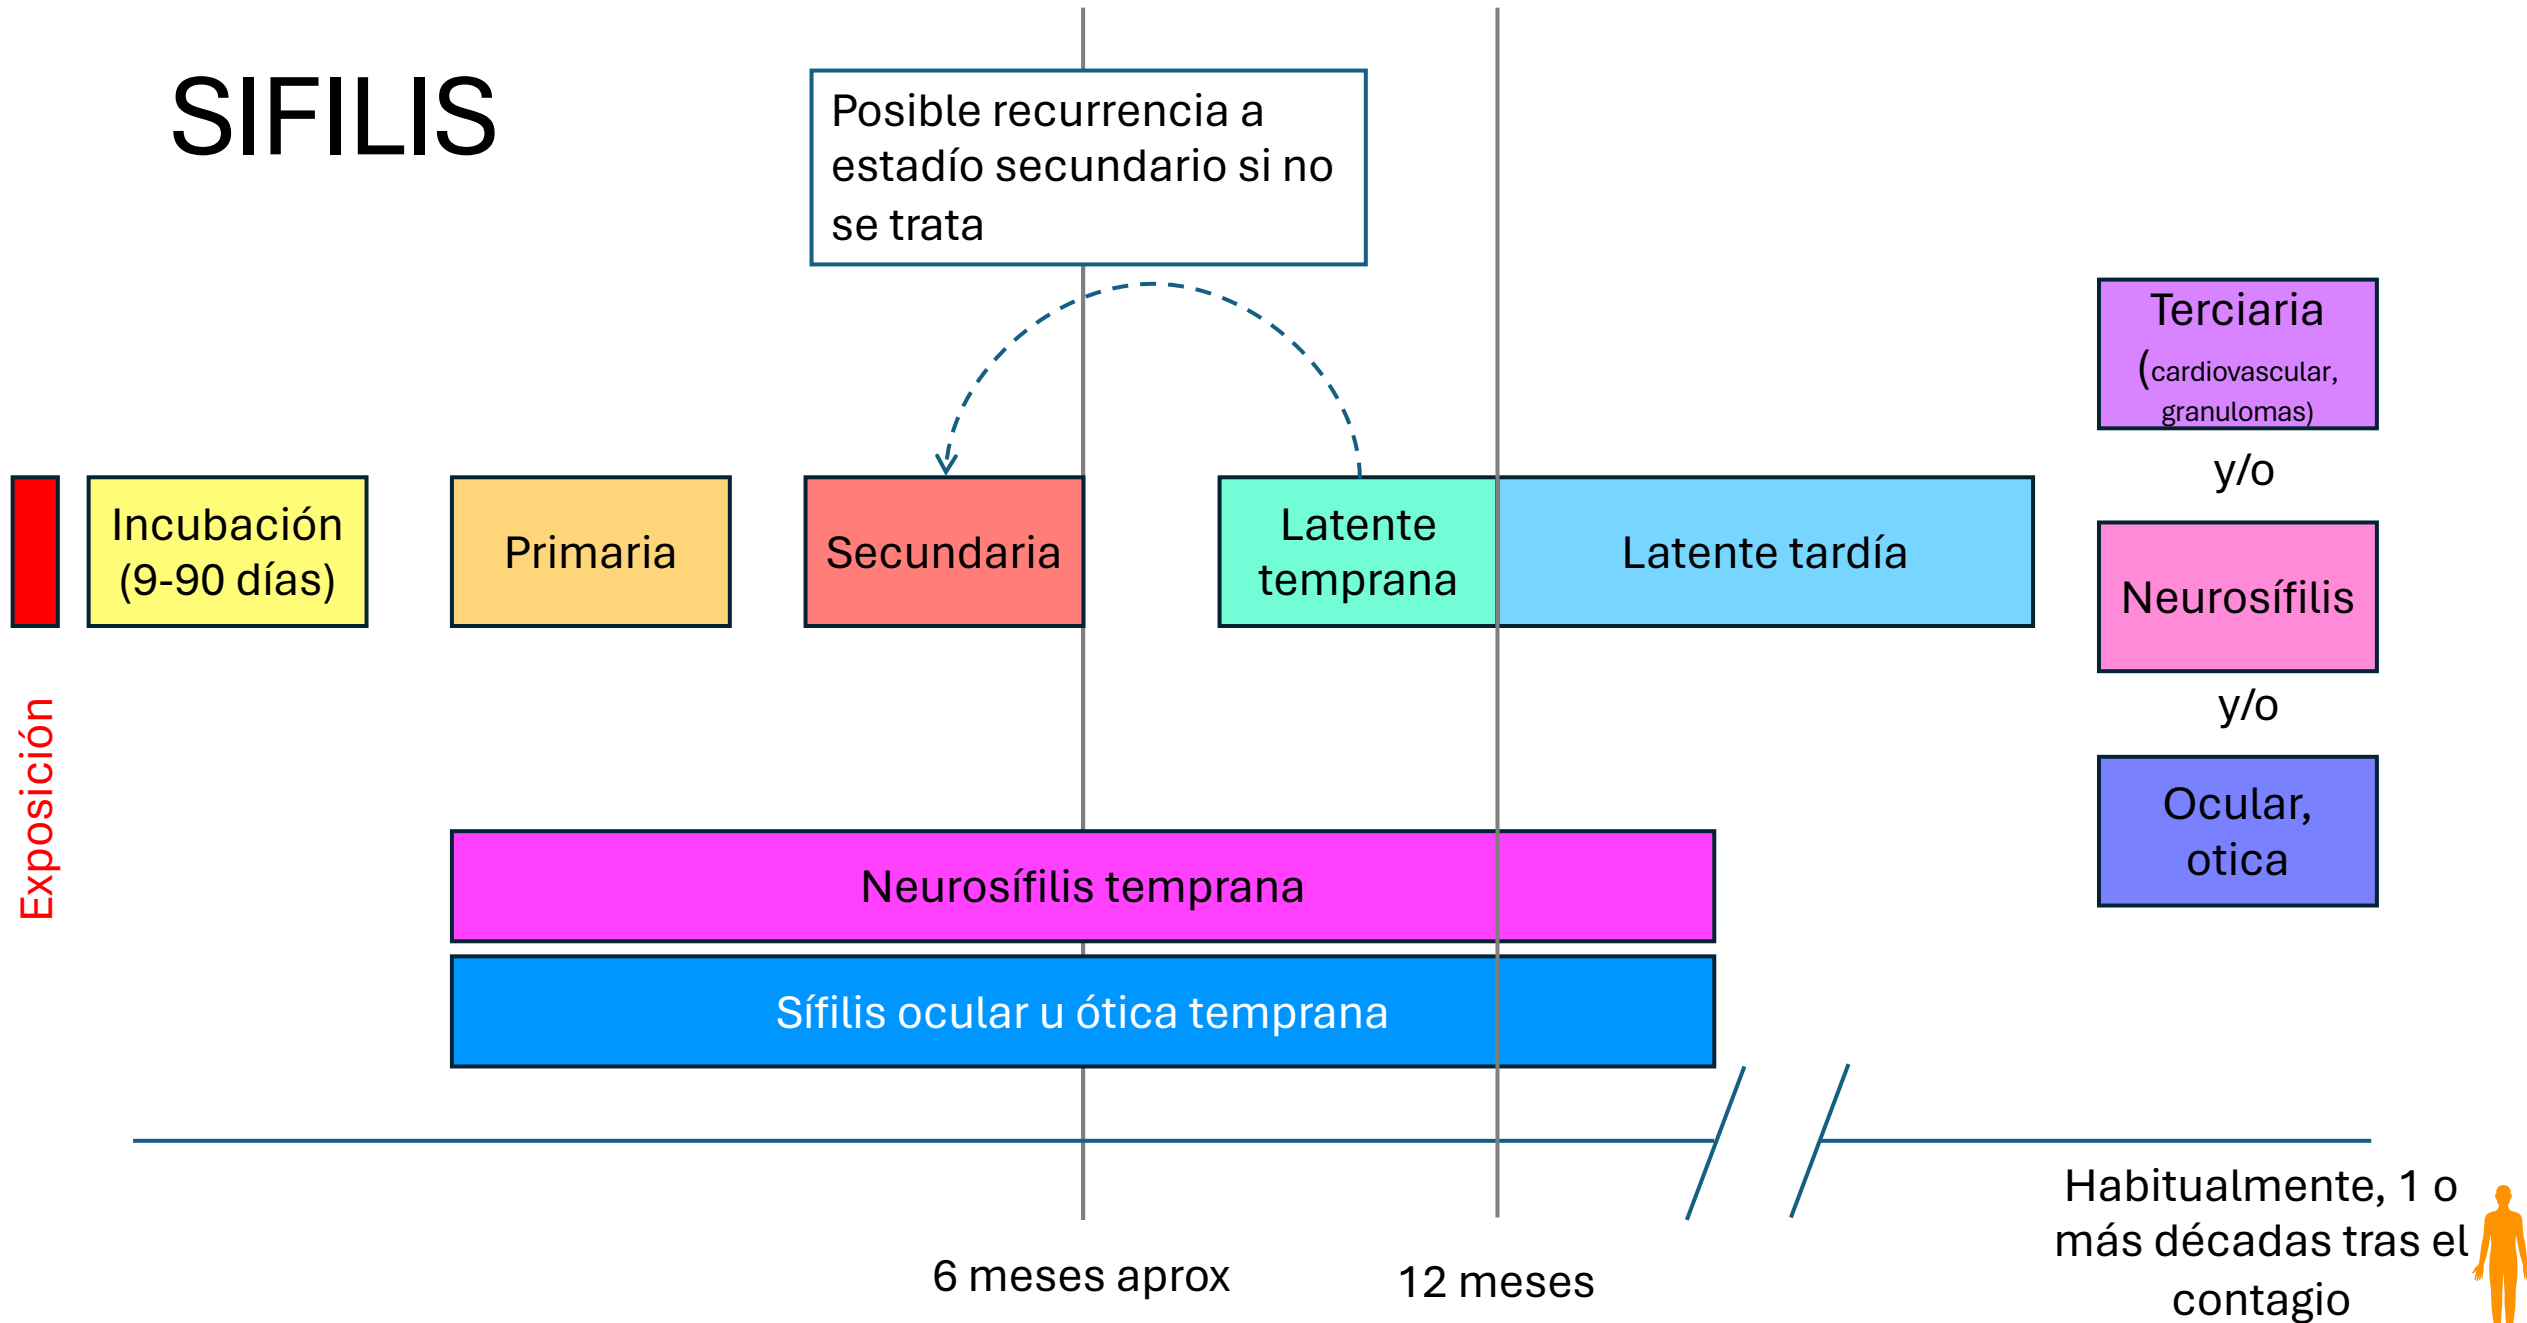 SIFILIS
Posible recurrencia a
estadío secundario si no
se trata
Terciaria
(cardiovascular,
granulomas)
y/o
Neurosífilis
y/o
Ocular,
otica
Exposición
Incubación
(9-90 días)
Primaria
Secundaria
Latente
temprana
Latente tardía
Neurosífilis temprana
Sífilis ocular u ótica temprana
6 meses aprox
12 meses
Habitualmente, 1 o
más décadas tras el
contagio